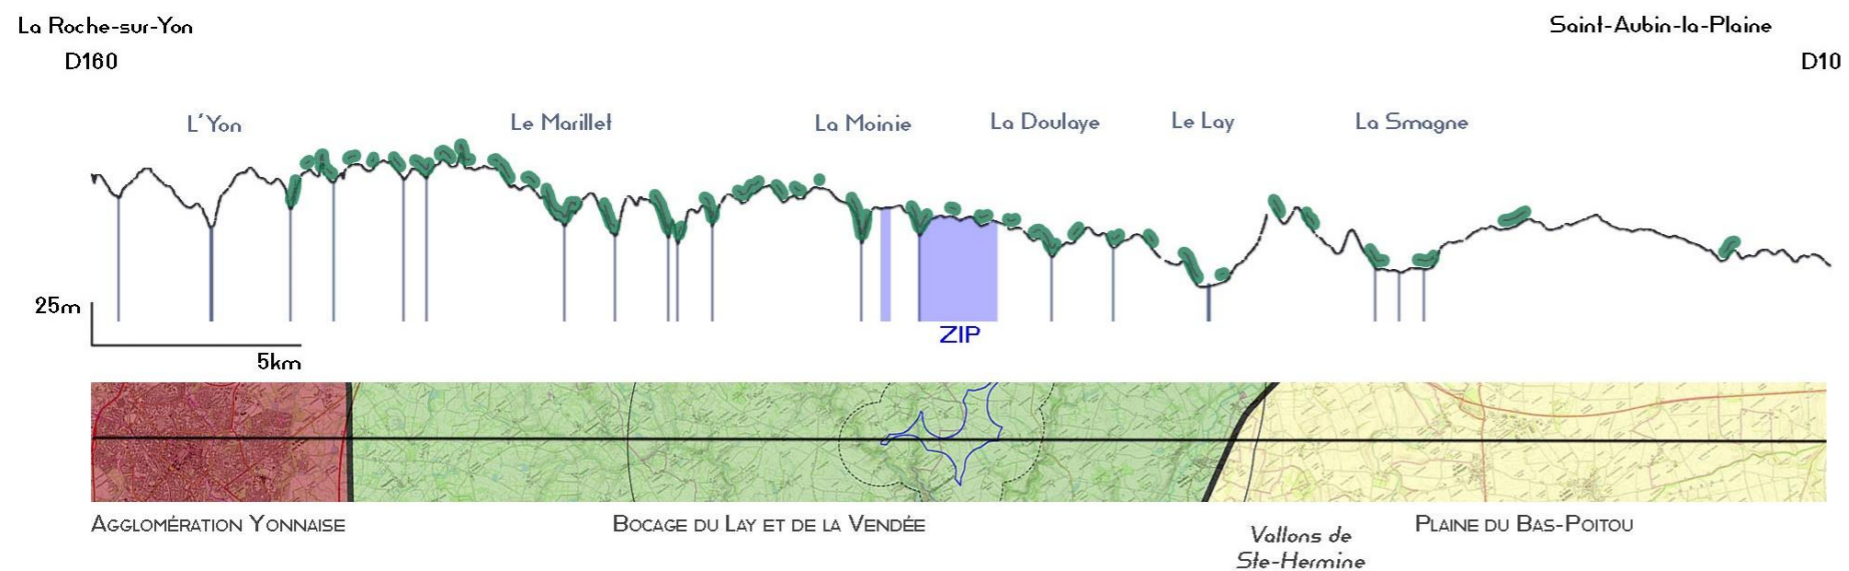 La Roche-sur-Yon
Saint-Aubin-la-Plaine
D160
D10
L'Yon
Le Marillet
La Moinie
La Doulaye
Le Lay
La Smagne
25m
5km
ZIP
AGGLOMÉRATION YONNAISE
BOCAGE DU LAY ET DE LA VENDÉE
Vallons de
Ste-Hermine
PLAINE DU BAS-POITOU